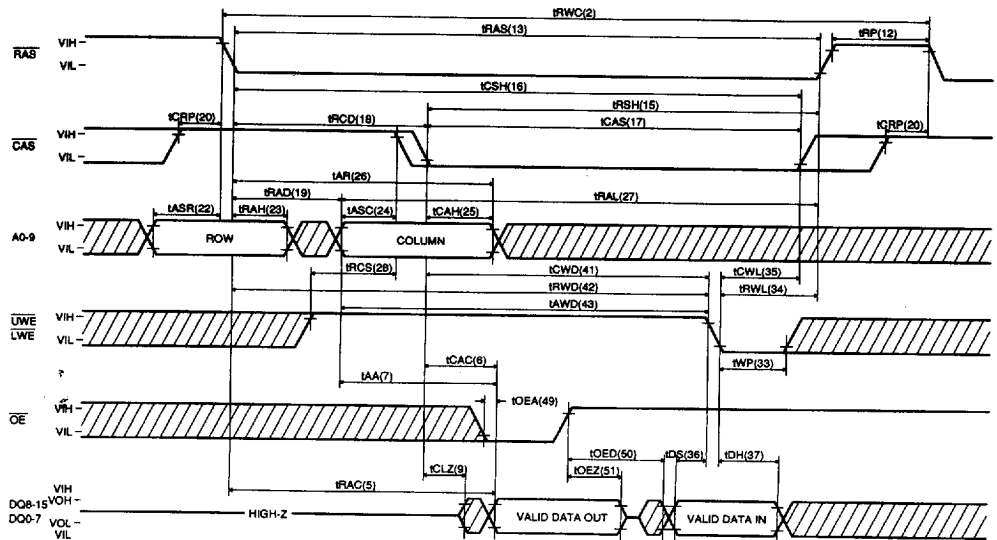 tRWC(2)
tRAS(13)
tRP(12)
RAS
VIH
VIL
tCSH(16)
tRSH(15)
tCRP(20)
tRCD(18)
tCAS(17)
tCRP(20)
CAS
VIH
VIL
tAR(26)
tRAD(19)
tRAL(27)
tASR(22)
tRAH(23)
tASC(24)
tCAH(25)
A0-9
VIH
VIL
ROW
COLUMN
tRCS(28)
tCWD(41)
tCWL(35)
tRWD(42)
tRWL(34)
tAWD(43)
UWE
LWE
VIH
VIL
tWP(33)
tCAC(6)
tAA(7)
tOEA(49)
OE
VIH
VIL
tOED(50)
tDS(36)
tDH(37)
tCLZ(9)
tOEZ(51)
tRAC(5)
VIH
DQ8-15 VOH
DQ0-7 VOL
VIL
HIGH-Z
VALID DATA OUT
VALID DATA IN